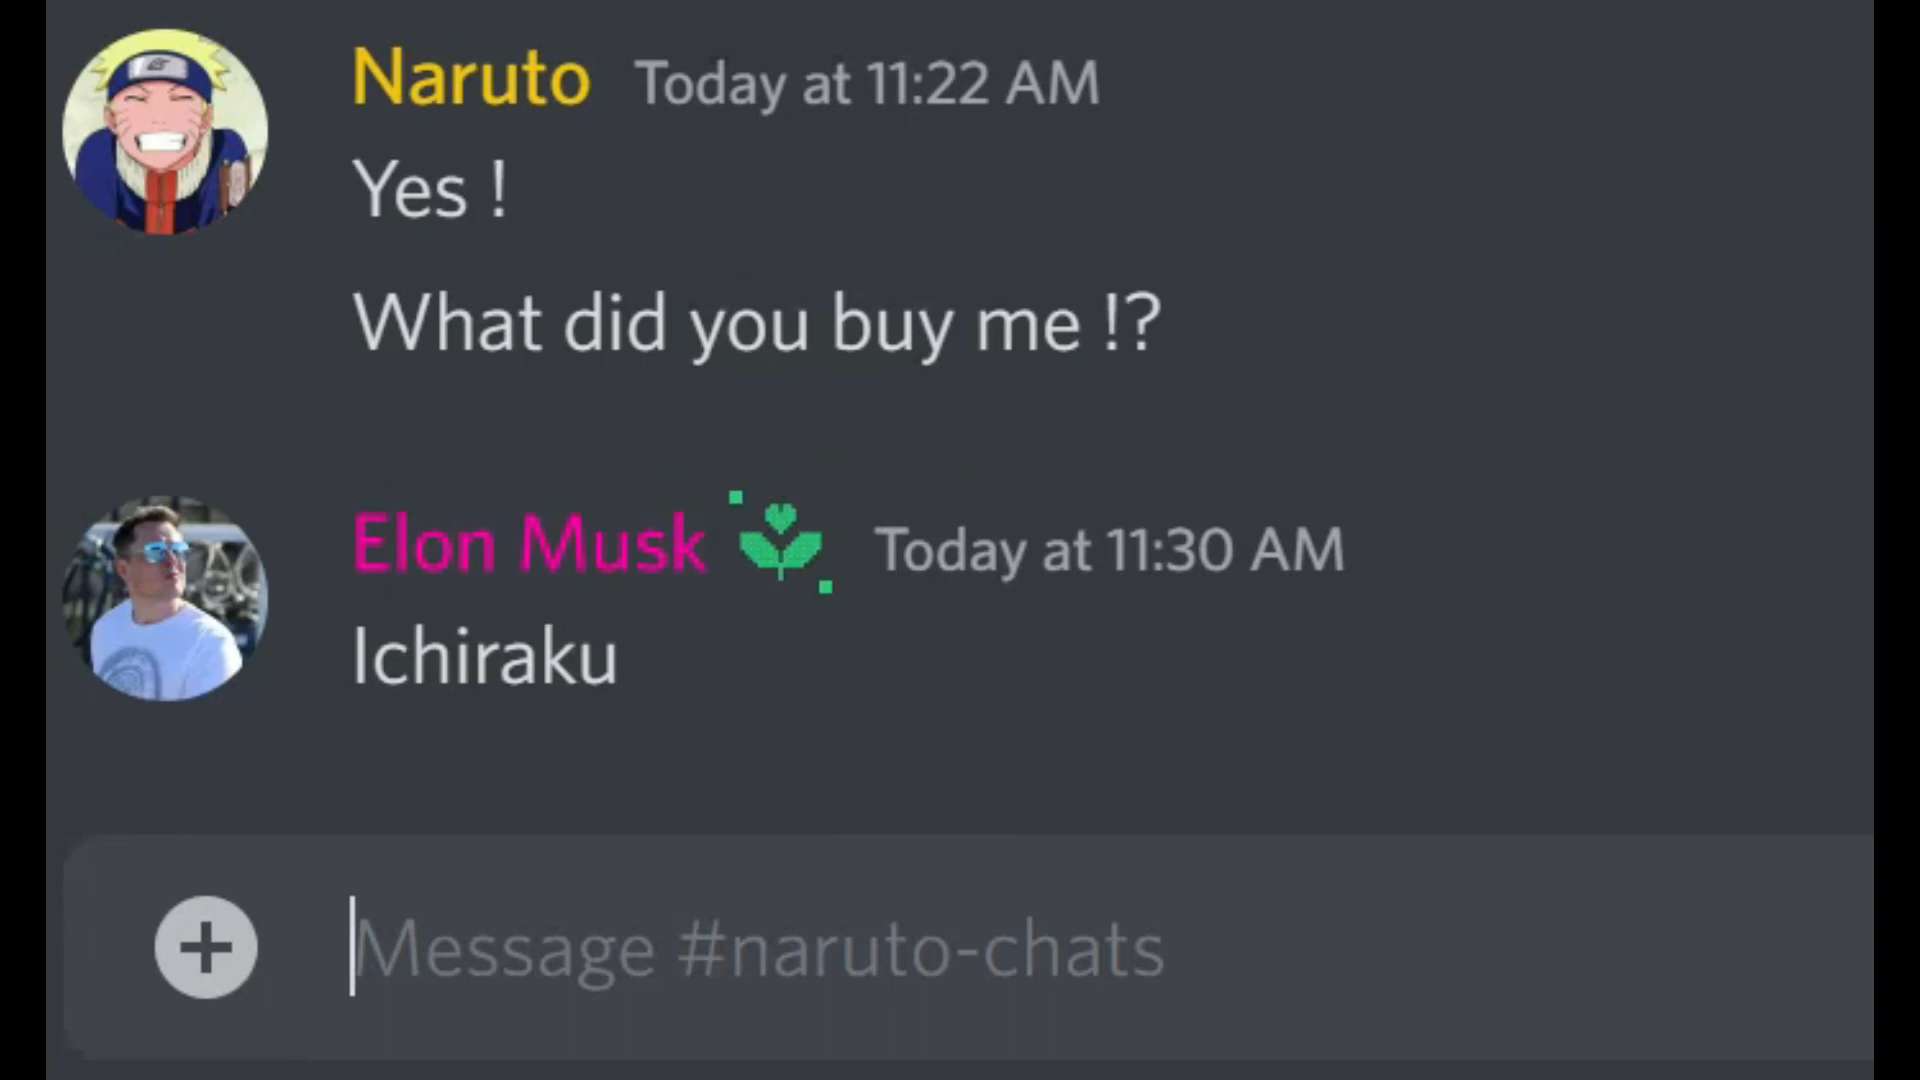 Naruto Today at 11:22 AM
Yes !
What did you buy me !?
Elon Musk Today at 11:30 AM
Ichiraku
Message #naruto-chats